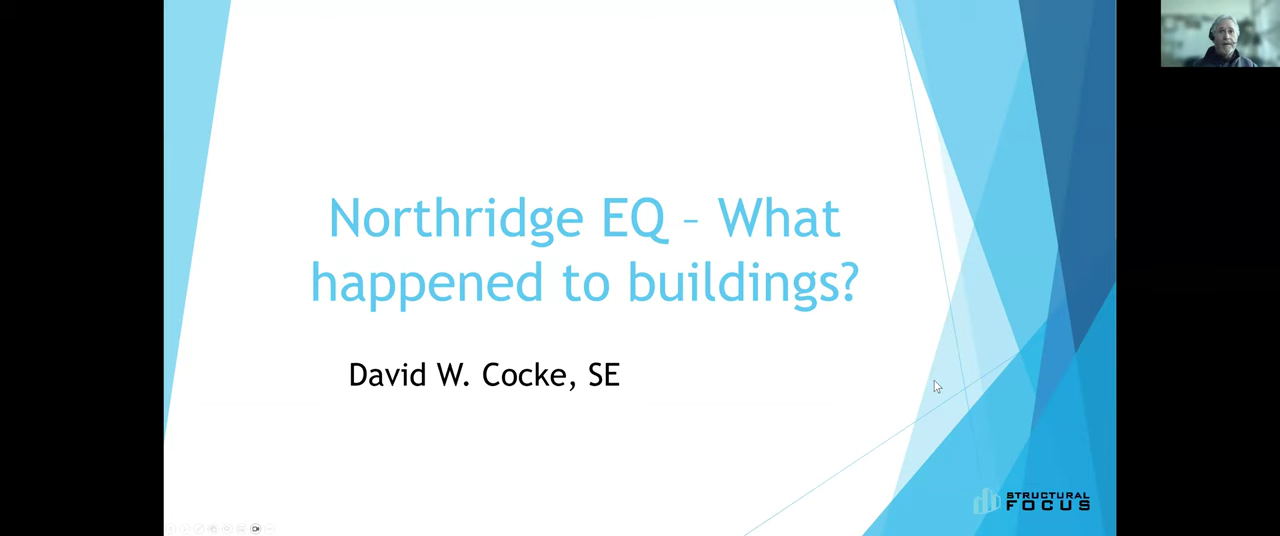 Northridge EQ – What
happened to buildings?
David W. Cocke, SE
STRUCTURAL
FOCUS